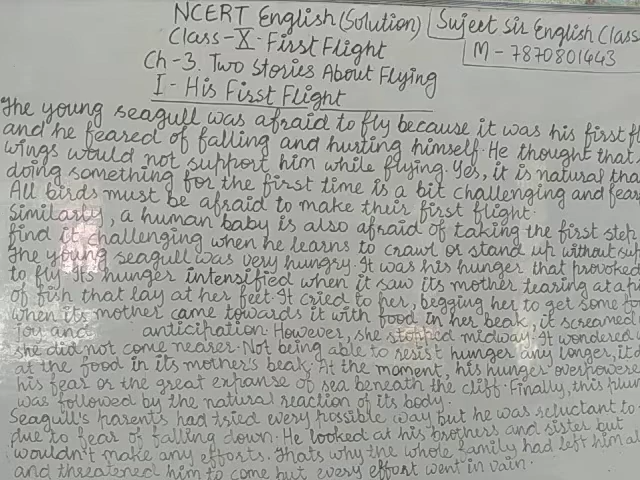 NCERT English (Solution)
Sujeet Sir English Class
Class-X-First Flight
M-7870801443
Ch-3. Two Stories About Flying
I-His First Flight
The young seagull was afraid to fly because it was his first
and he feared of falling and hurting himself. He thought that
wings would not support him while flying. Yes, it is natural
doing something for the first time is a bit challenging and
All birds must be afraid to make their first flight.
Similarly, a human baby is also afraid of taking the first step
find it challenging when he learns to crawl or stand up without
The young seagull was very hungry. It was his hunger that provoked
to fly. Its hunger intensified when it saw its mother tearing at a
of fish that lay at her feet. It cried to her, begging her to get some
when its mother came towards it with food in her beak, it screamed
joy and anticipation. However, she stopped midway. It wondered
she did not come nearer. Not being able to resist hunger any longer, it
at the food in its mother's beak. At the moment, his hunger
his fear or the great expanse of sea beneath the cliff. Finally, this
was followed by the natural reaction of its body.
Seagull's parents had tried every possible way but he was reluctant to
due to fear of falling down. He looked at his brothers and sister but
wouldn't make any efforts. Thats why the whole family had left him
and threatened him to come but every effort went in vain.